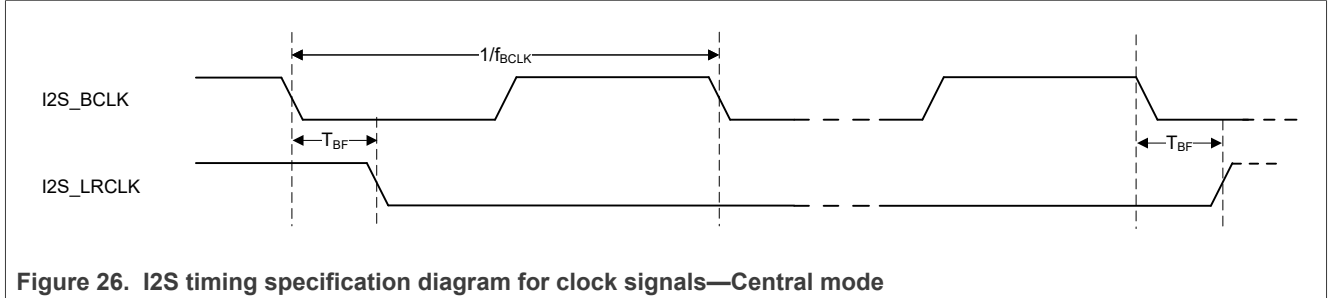 1/fBCLK
I2S_BCLK
TBF
TBF
I2S_LRCLK
Figure 26. I2S timing specification diagram for clock signals—Central mode